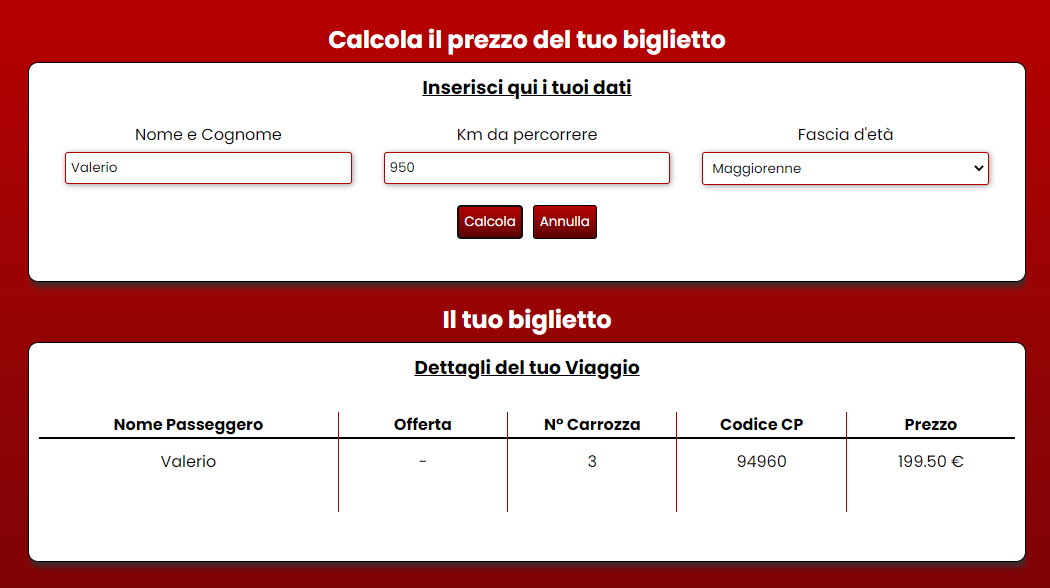 Calcola il prezzo del tuo biglietto
Inserisci qui i tuoi dati
Nome e Cognome Km da percorrere Fascia d'età
Valerio 950 Maggiorenne
Calcola Annulla
Il tuo biglietto
Dettagli del tuo Viaggio
Nome Passeggero Offerta N° Carrozza Codice CP Prezzo
Valerio - 3 94960 199.50 €